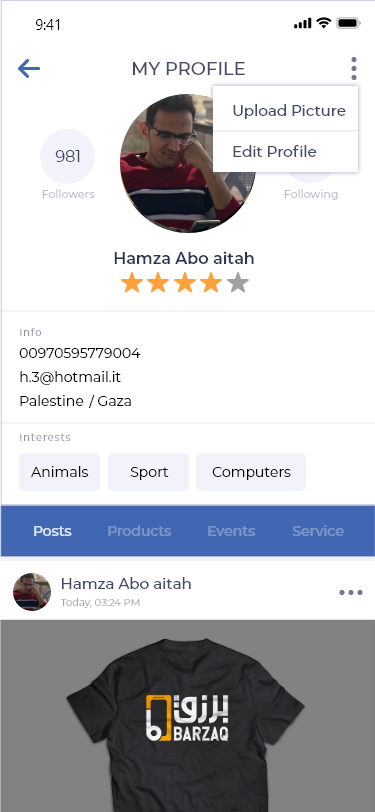 9:41
MY PROFILE
Upload Picture
Edit Profile
981
Followers
Following
Hamza Abo aitah
Info
00970595779004
h.3@hotmail.it
Palestine / Gaza
Interests
Animals Sport Computers
Posts Products Events Service
Hamza Abo aitah
Today, 03:24 PM
برزق
BARZAQ